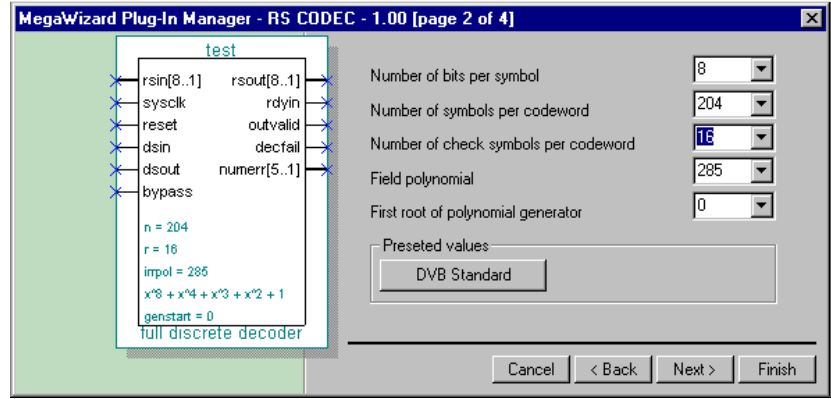 MegaWizard Plug-In Manager - RS CODEC - 1.00 [page 2 of 4]
test
rsin[8..1] rsout[8..1]
sysclk rdyin
reset outvalid
dsin decfail
dsout numerr[5..1]
bypass
n = 204
r = 16
irrpol = 285
x^8 + x^4 + x^3 + x^2 + 1
genstart = 0
full discrete decoder
Number of bits per symbol 8
Number of symbols per codeword 204
Number of check symbols per codeword 16
Field polynomial 285
First root of polynomial generator 0
Preseted values
DVB Standard
Cancel < Back Next > Finish